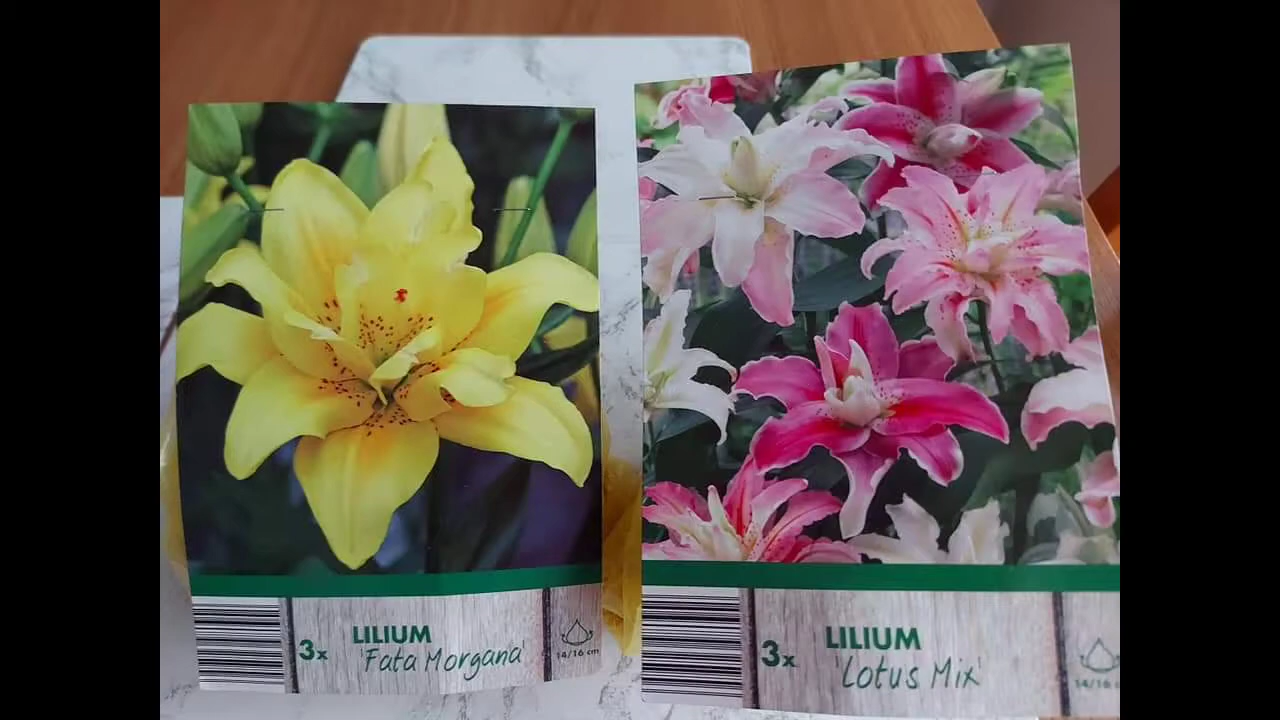 3x
LILIUM
'Fata Morgana'
14/16 cm
3x
LILIUM
'Lotus Mix'
14/16 c